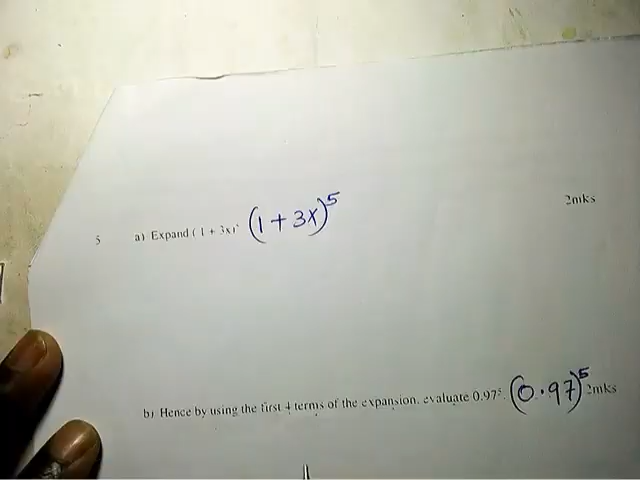 5 a) Expand ( 1 + 3x)⁵ (1 + 3x)⁵ 2mks
b) Hence by using the first 4 terms of the expansion, evaluate 0.97⁵. (0.97)⁵ 2mks